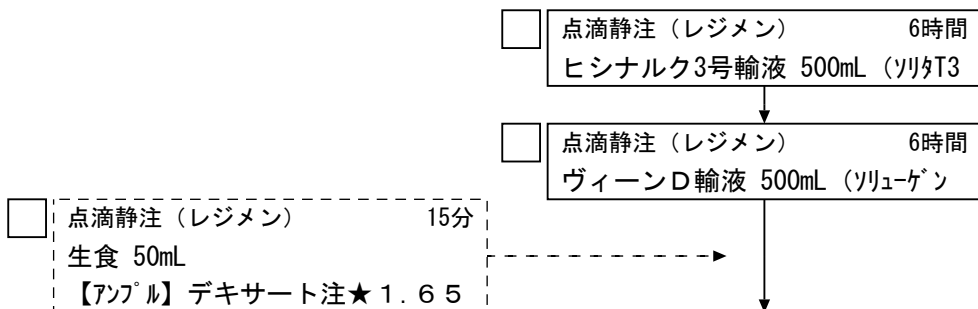 点滴静注（レジメン） 6時間
ヒシナルク3号輸液 500mL（ｿﾘﾀT3
点滴静注（レジメン） 6時間
ヴィーンＤ輸液 500mL（ｿﾘｭｰｹﾞﾝ
点滴静注（レジメン） 15分
生食 50mL
【ｱﾝﾌﾟﾙ】デキサート注★１.６５